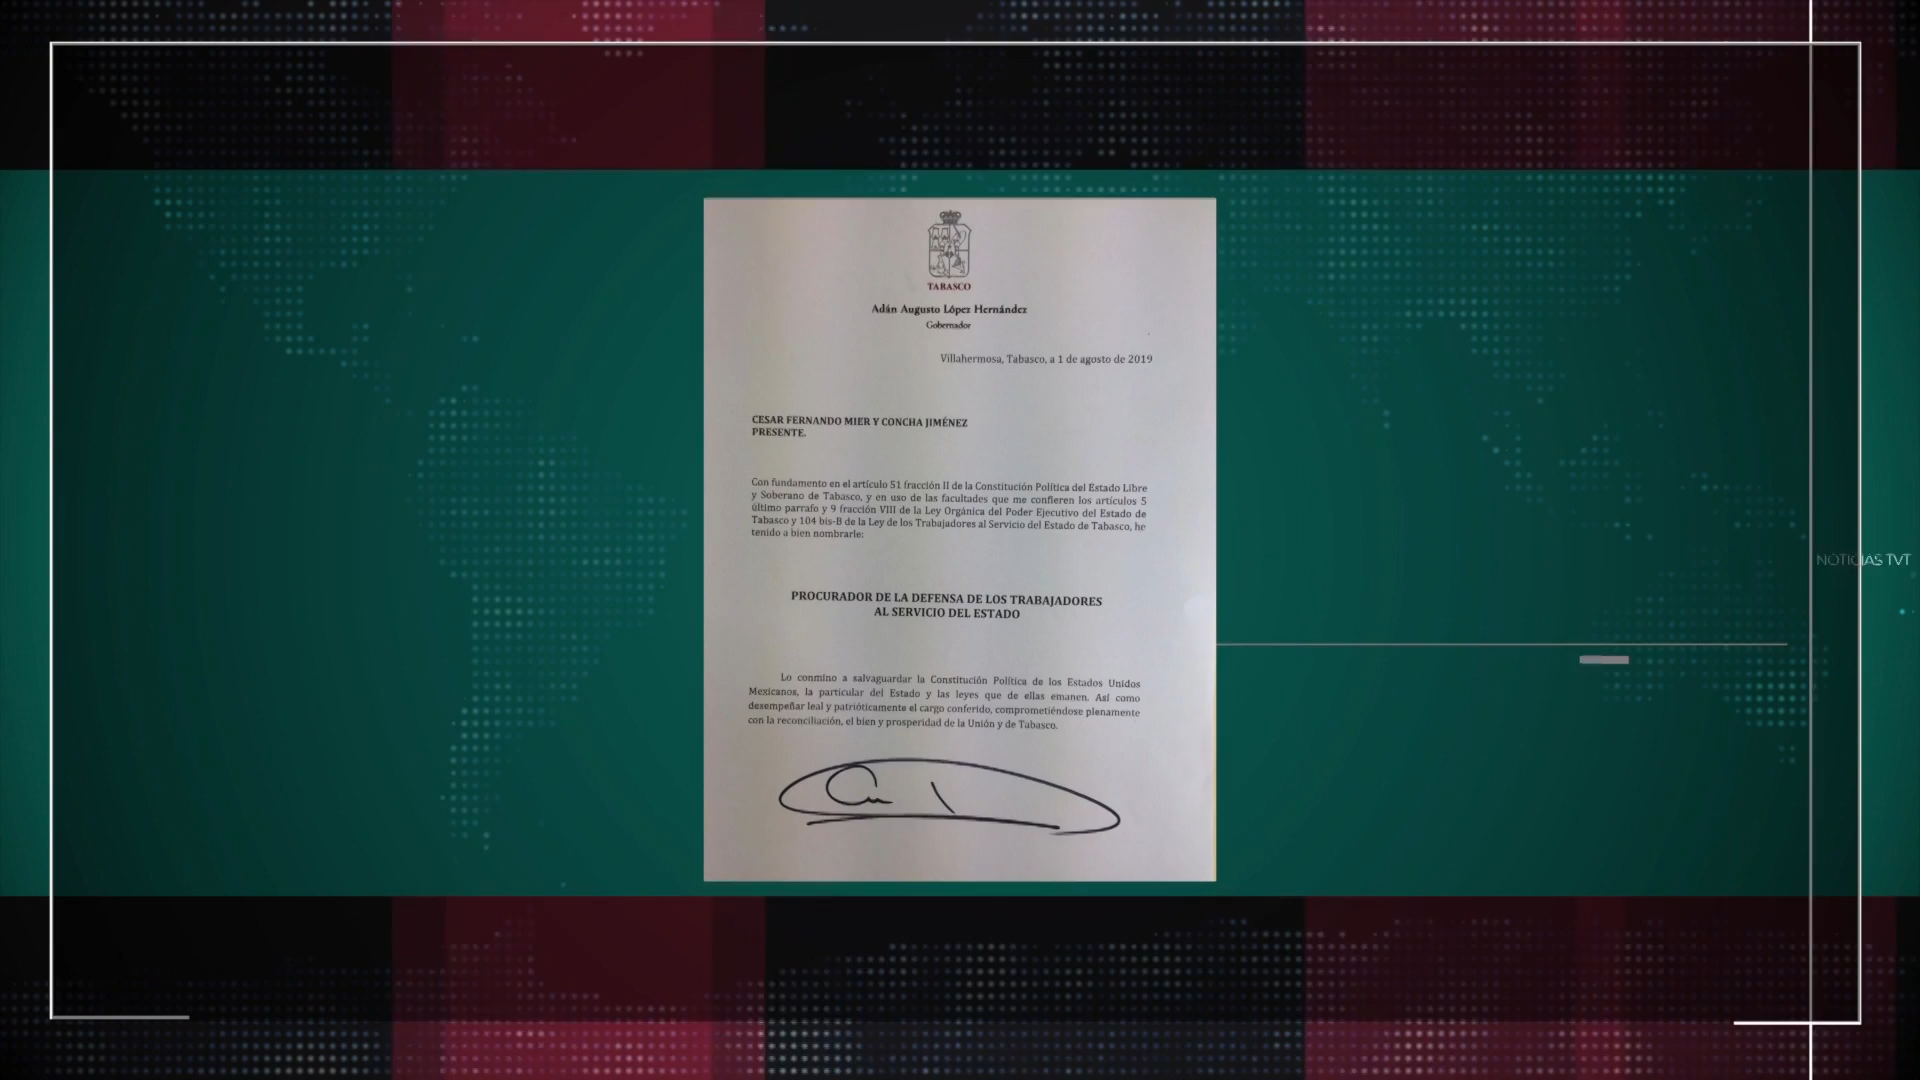 TABASCO
Adán Augusto López Hernández
Gobernador
Villahermosa, Tabasco, a 1 de agosto de 2019
CESAR FERNANDO MIER Y CONCHA JIMÉNEZ
PRESENTE.
Con fundamento en el artículo 51 fracción II de la Constitución Política del Estado Libre
y Soberano de Tabasco, y en uso de las facultades que me confieren los artículos 5
último parrafo y 9 fracción VIII de la Ley Orgánica del Poder Ejecutivo del Estado de
Tabasco y 104 bis-B de la Ley de los Trabajadores al Servicio del Estado de Tabasco, he
tenido a bien nombrarle:
PROCURADOR DE LA DEFENSA DE LOS TRABAJADORES
AL SERVICIO DEL ESTADO
Lo conmino a salvaguardar la Constitución Política de los Estados Unidos
Mexicanos, la particular del Estado y las leyes que de ellas emanen. Así como
desempeñar leal y patrióticamente el cargo conferido, comprometiéndose plenamente
con la reconciliación, el bien y prosperidad de la Unión y de Tabasco.
NOTICIAS TVT